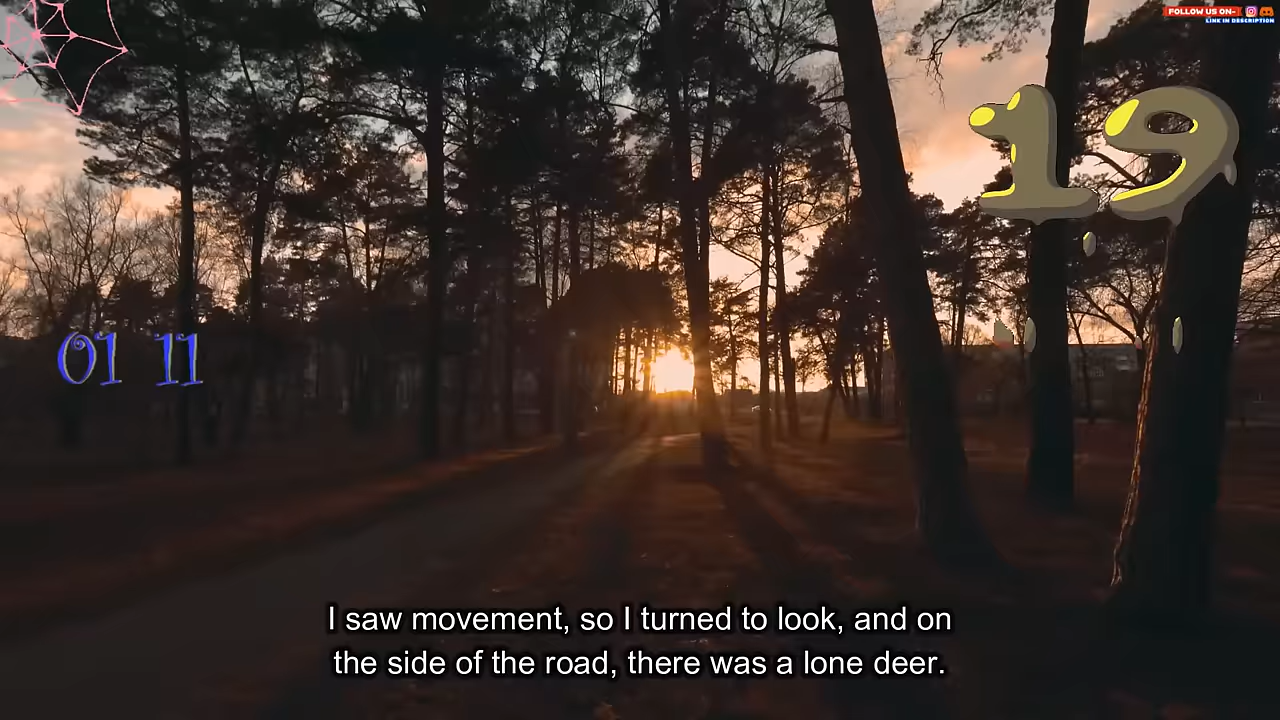 FOLLOW US ON-
LINK IN DESCRIPTION
19
01 11
I saw movement, so I turned to look, and on
the side of the road, there was a lone deer.